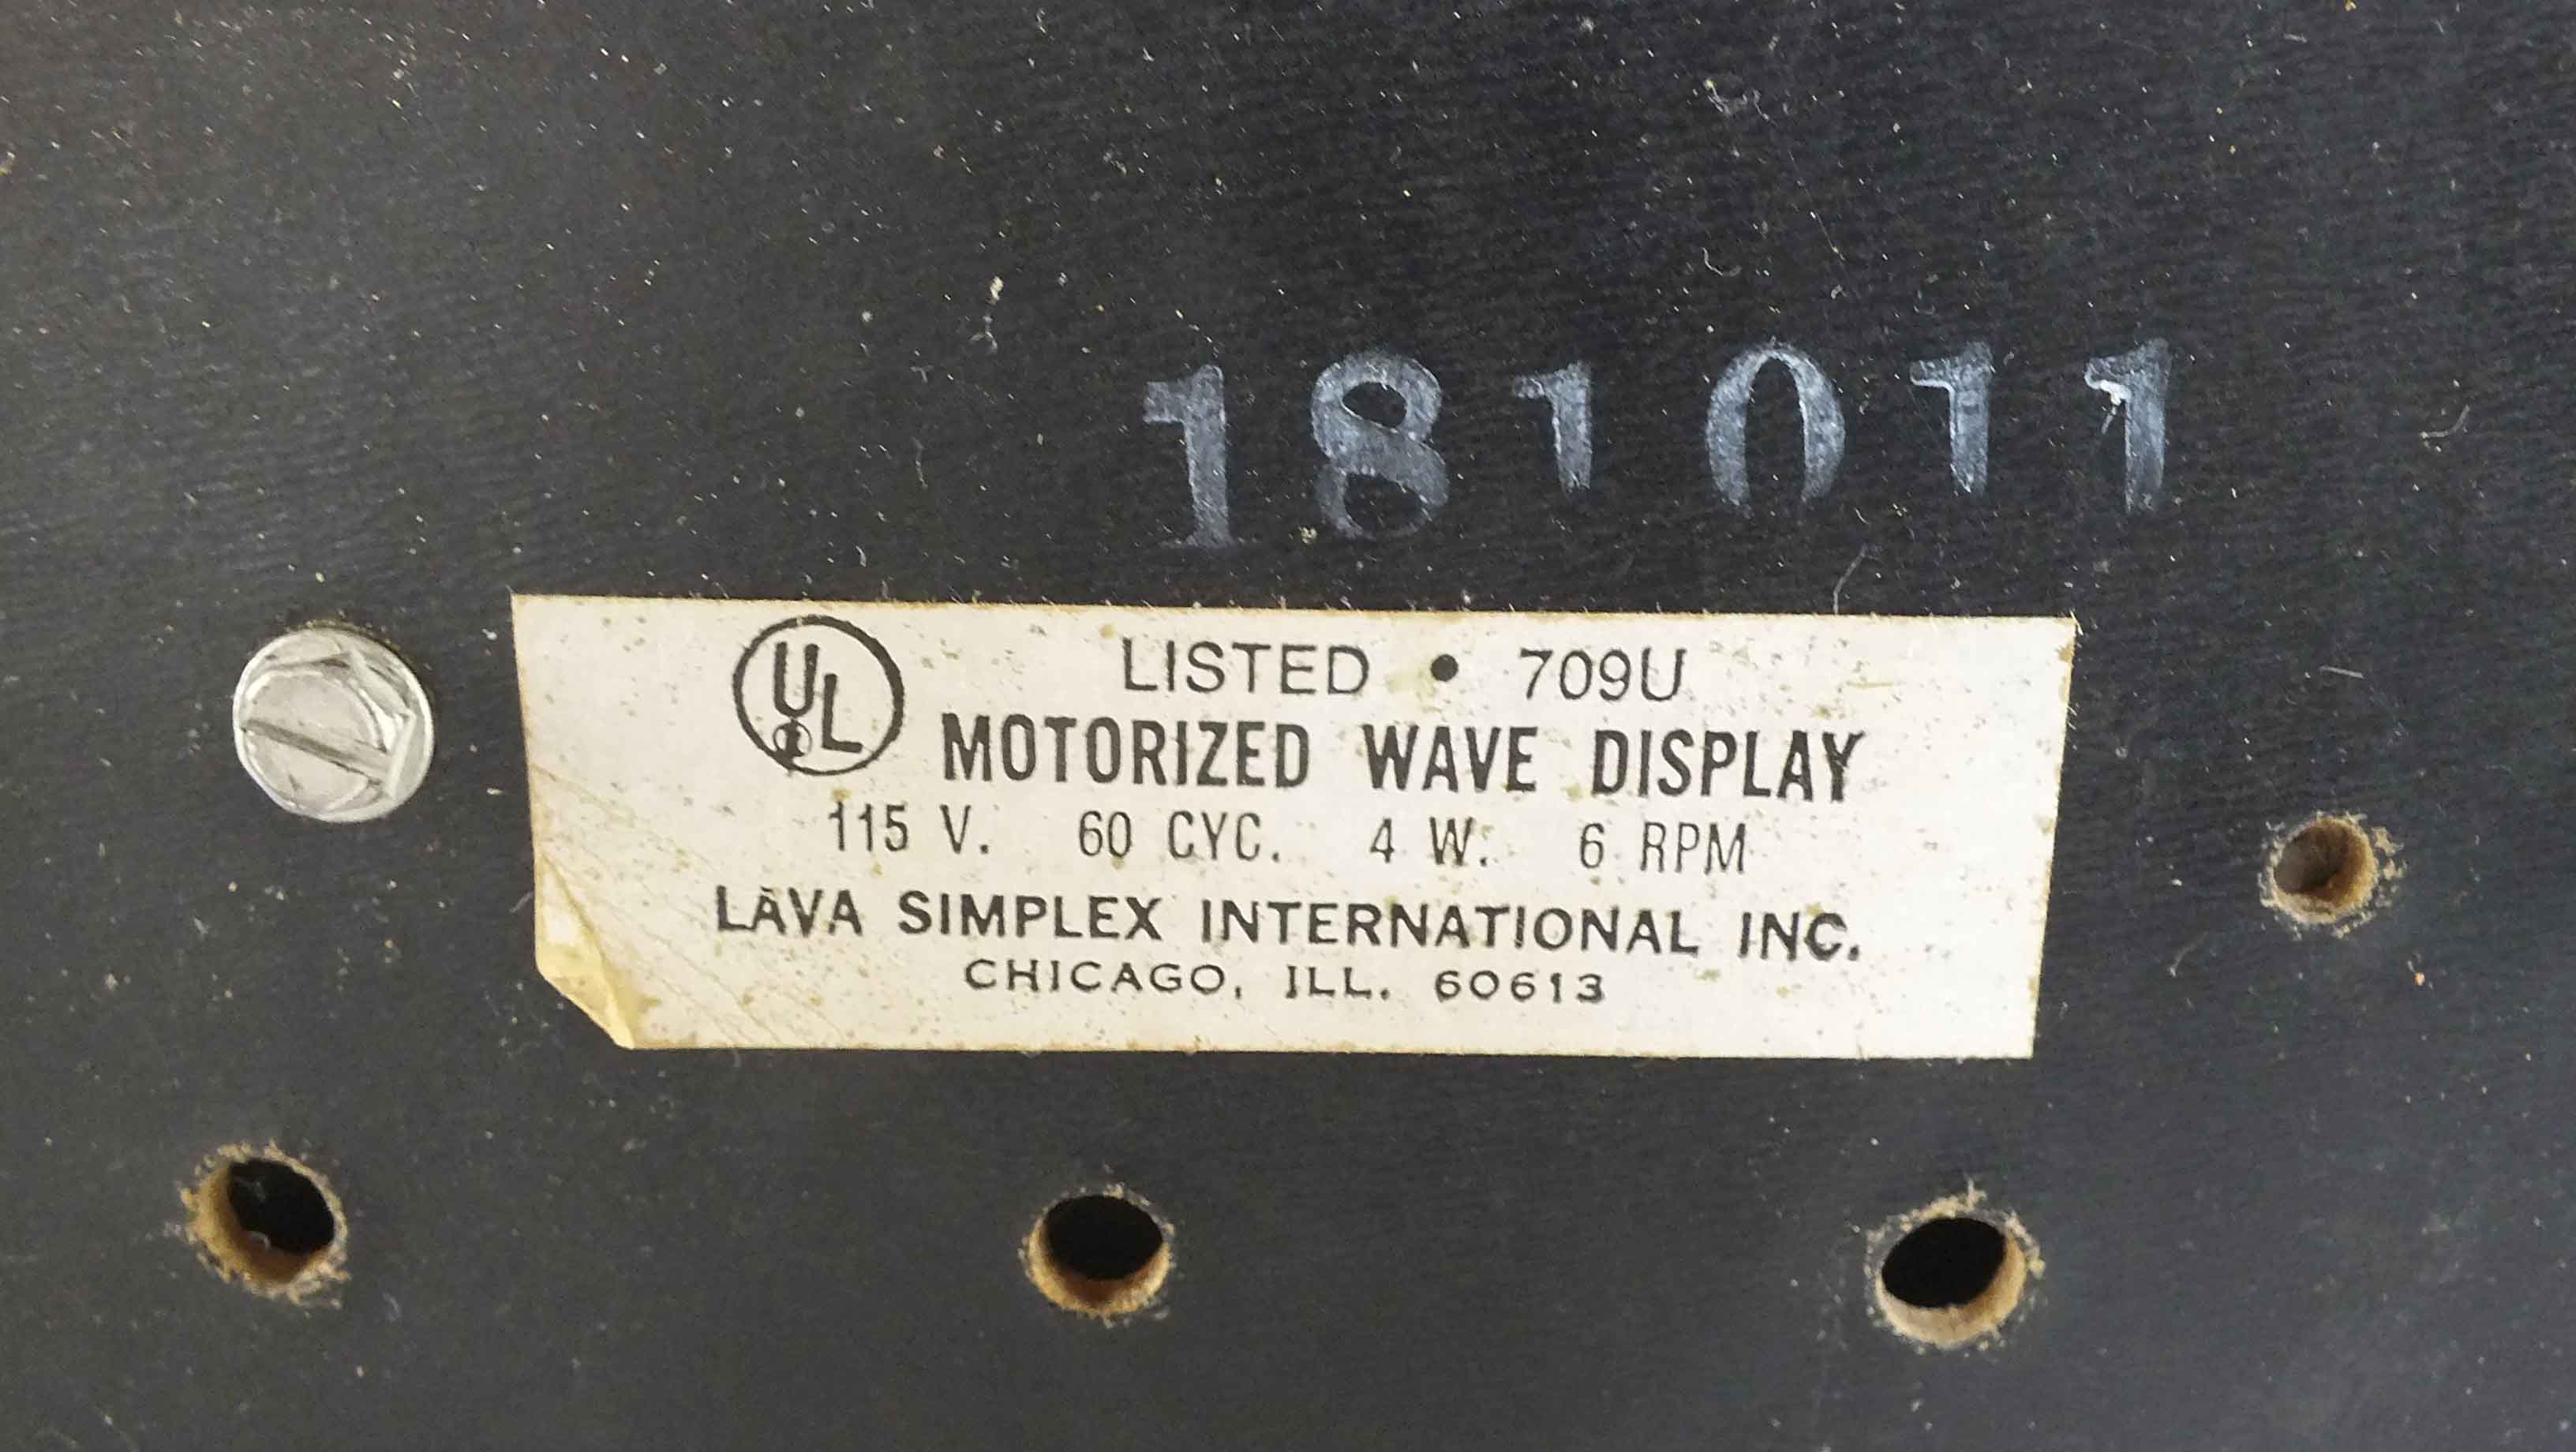 181011
UL LISTED • 709U
MOTORIZED WAVE DISPLAY
115 V. 60 CYC. 4 W. 6 RPM
LAVA SIMPLEX INTERNATIONAL INC.
CHICAGO, ILL. 60613